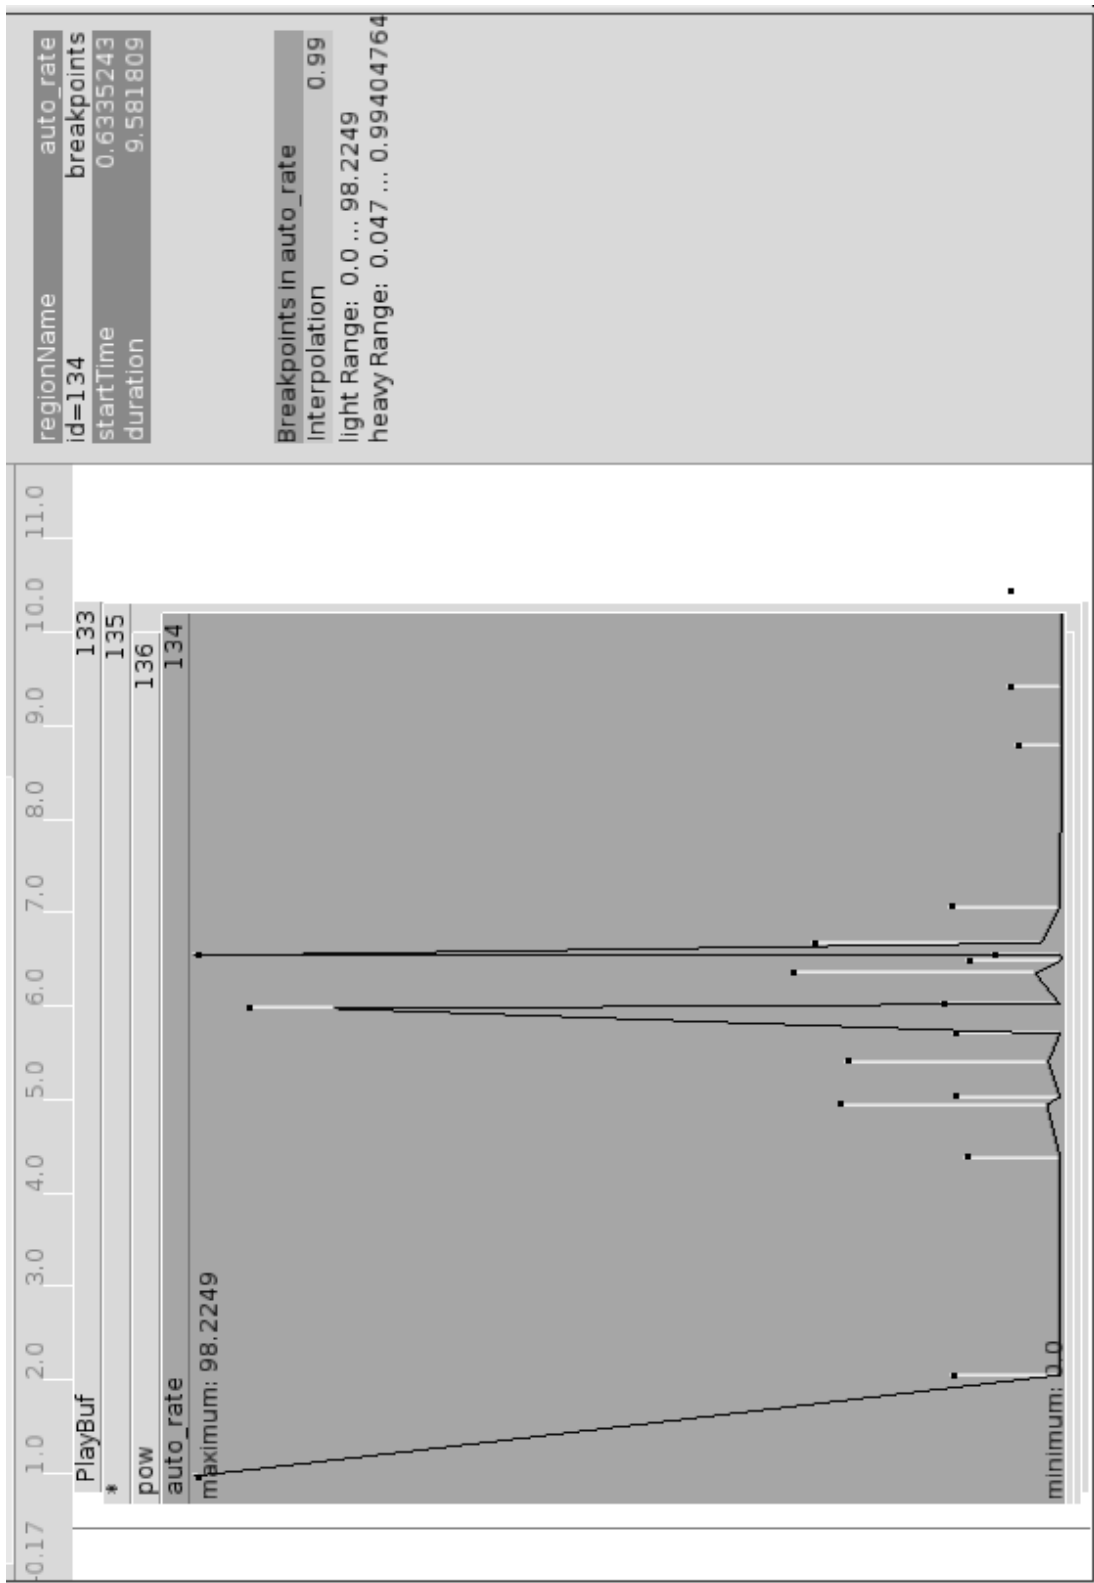 -0.17 1.0 2.0 3.0 4.0 5.0 6.0 7.0 8.0 9.0 10.0 11.0
PlayBuf 133
* 135
pow 136
auto_rate 134
maximum: 98.2249
minimum: 0.0
regionName auto_rate
id=134 breakpoints
startTime 0.6335243
duration 9.581809
Breakpoints in auto_rate
Interpolation 0.99
light Range: 0.0 ... 98.2249
heavy Range: 0.047 ... 0.99404764